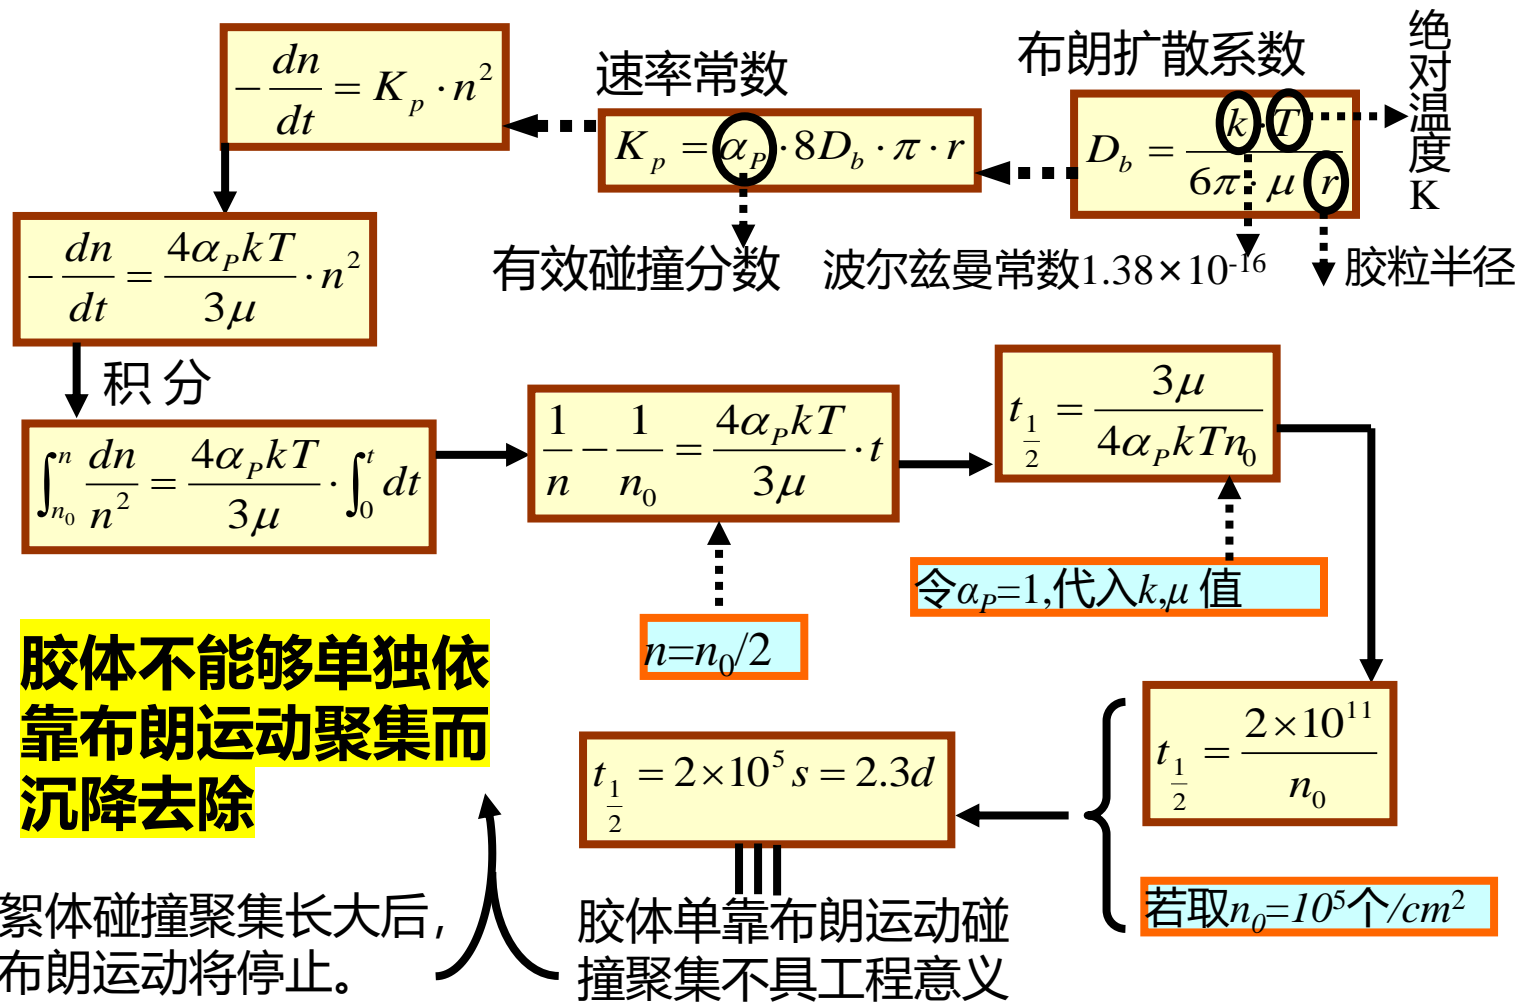 -dn/dt = K_p · n²
速率常数
K_p = α_P · 8D_b · π · r
布朗扩散系数
D_b = k·T / 6π·μ r
绝对温度K
有效碰撞分数
波尔兹曼常数1.38×10⁻¹⁶
胶粒半径
-dn/dt = 4α_P kT / 3μ · n²
积 分
∫_{n₀}^{n} dn/n² = 4α_P kT / 3μ · ∫_0^t dt
1/n - 1/n₀ = 4α_P kT / 3μ · t
t_{1/2} = 3μ / 4α_P kTn₀
n=n₀/2
令α_P=1,代入k,μ 值
t_{1/2} = 2×10¹¹ / n₀
若取n₀=10⁵个/cm²
t_{1/2} = 2×10⁵ s = 2.3d
胶体单靠布朗运动碰
撞聚集不具工程意义
胶体不能够单独依
靠布朗运动聚集而
沉降去除
絮体碰撞聚集长大后，
布朗运动将停止。